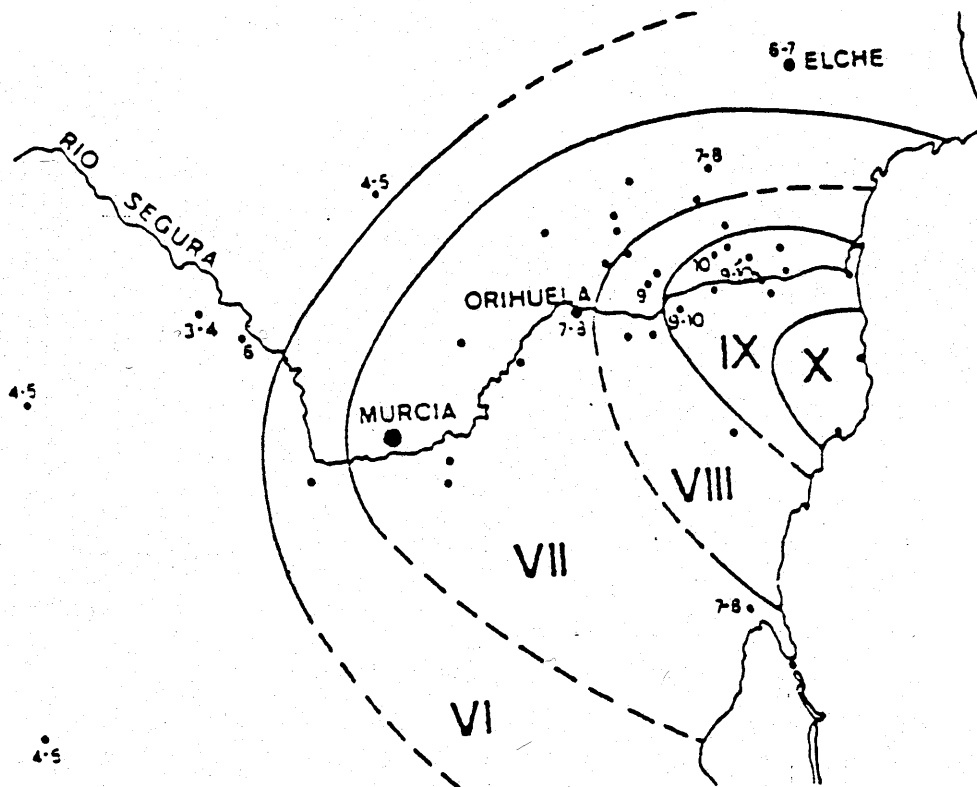 6-7
ELCHE
RIO
SEGURA
7-8
4-5
10
9-10
9
ORIHUELA
7-8
9-10
3-4
6
IX
X
4-5
MURCIA
VIII
VII
7-8
VI
4-5